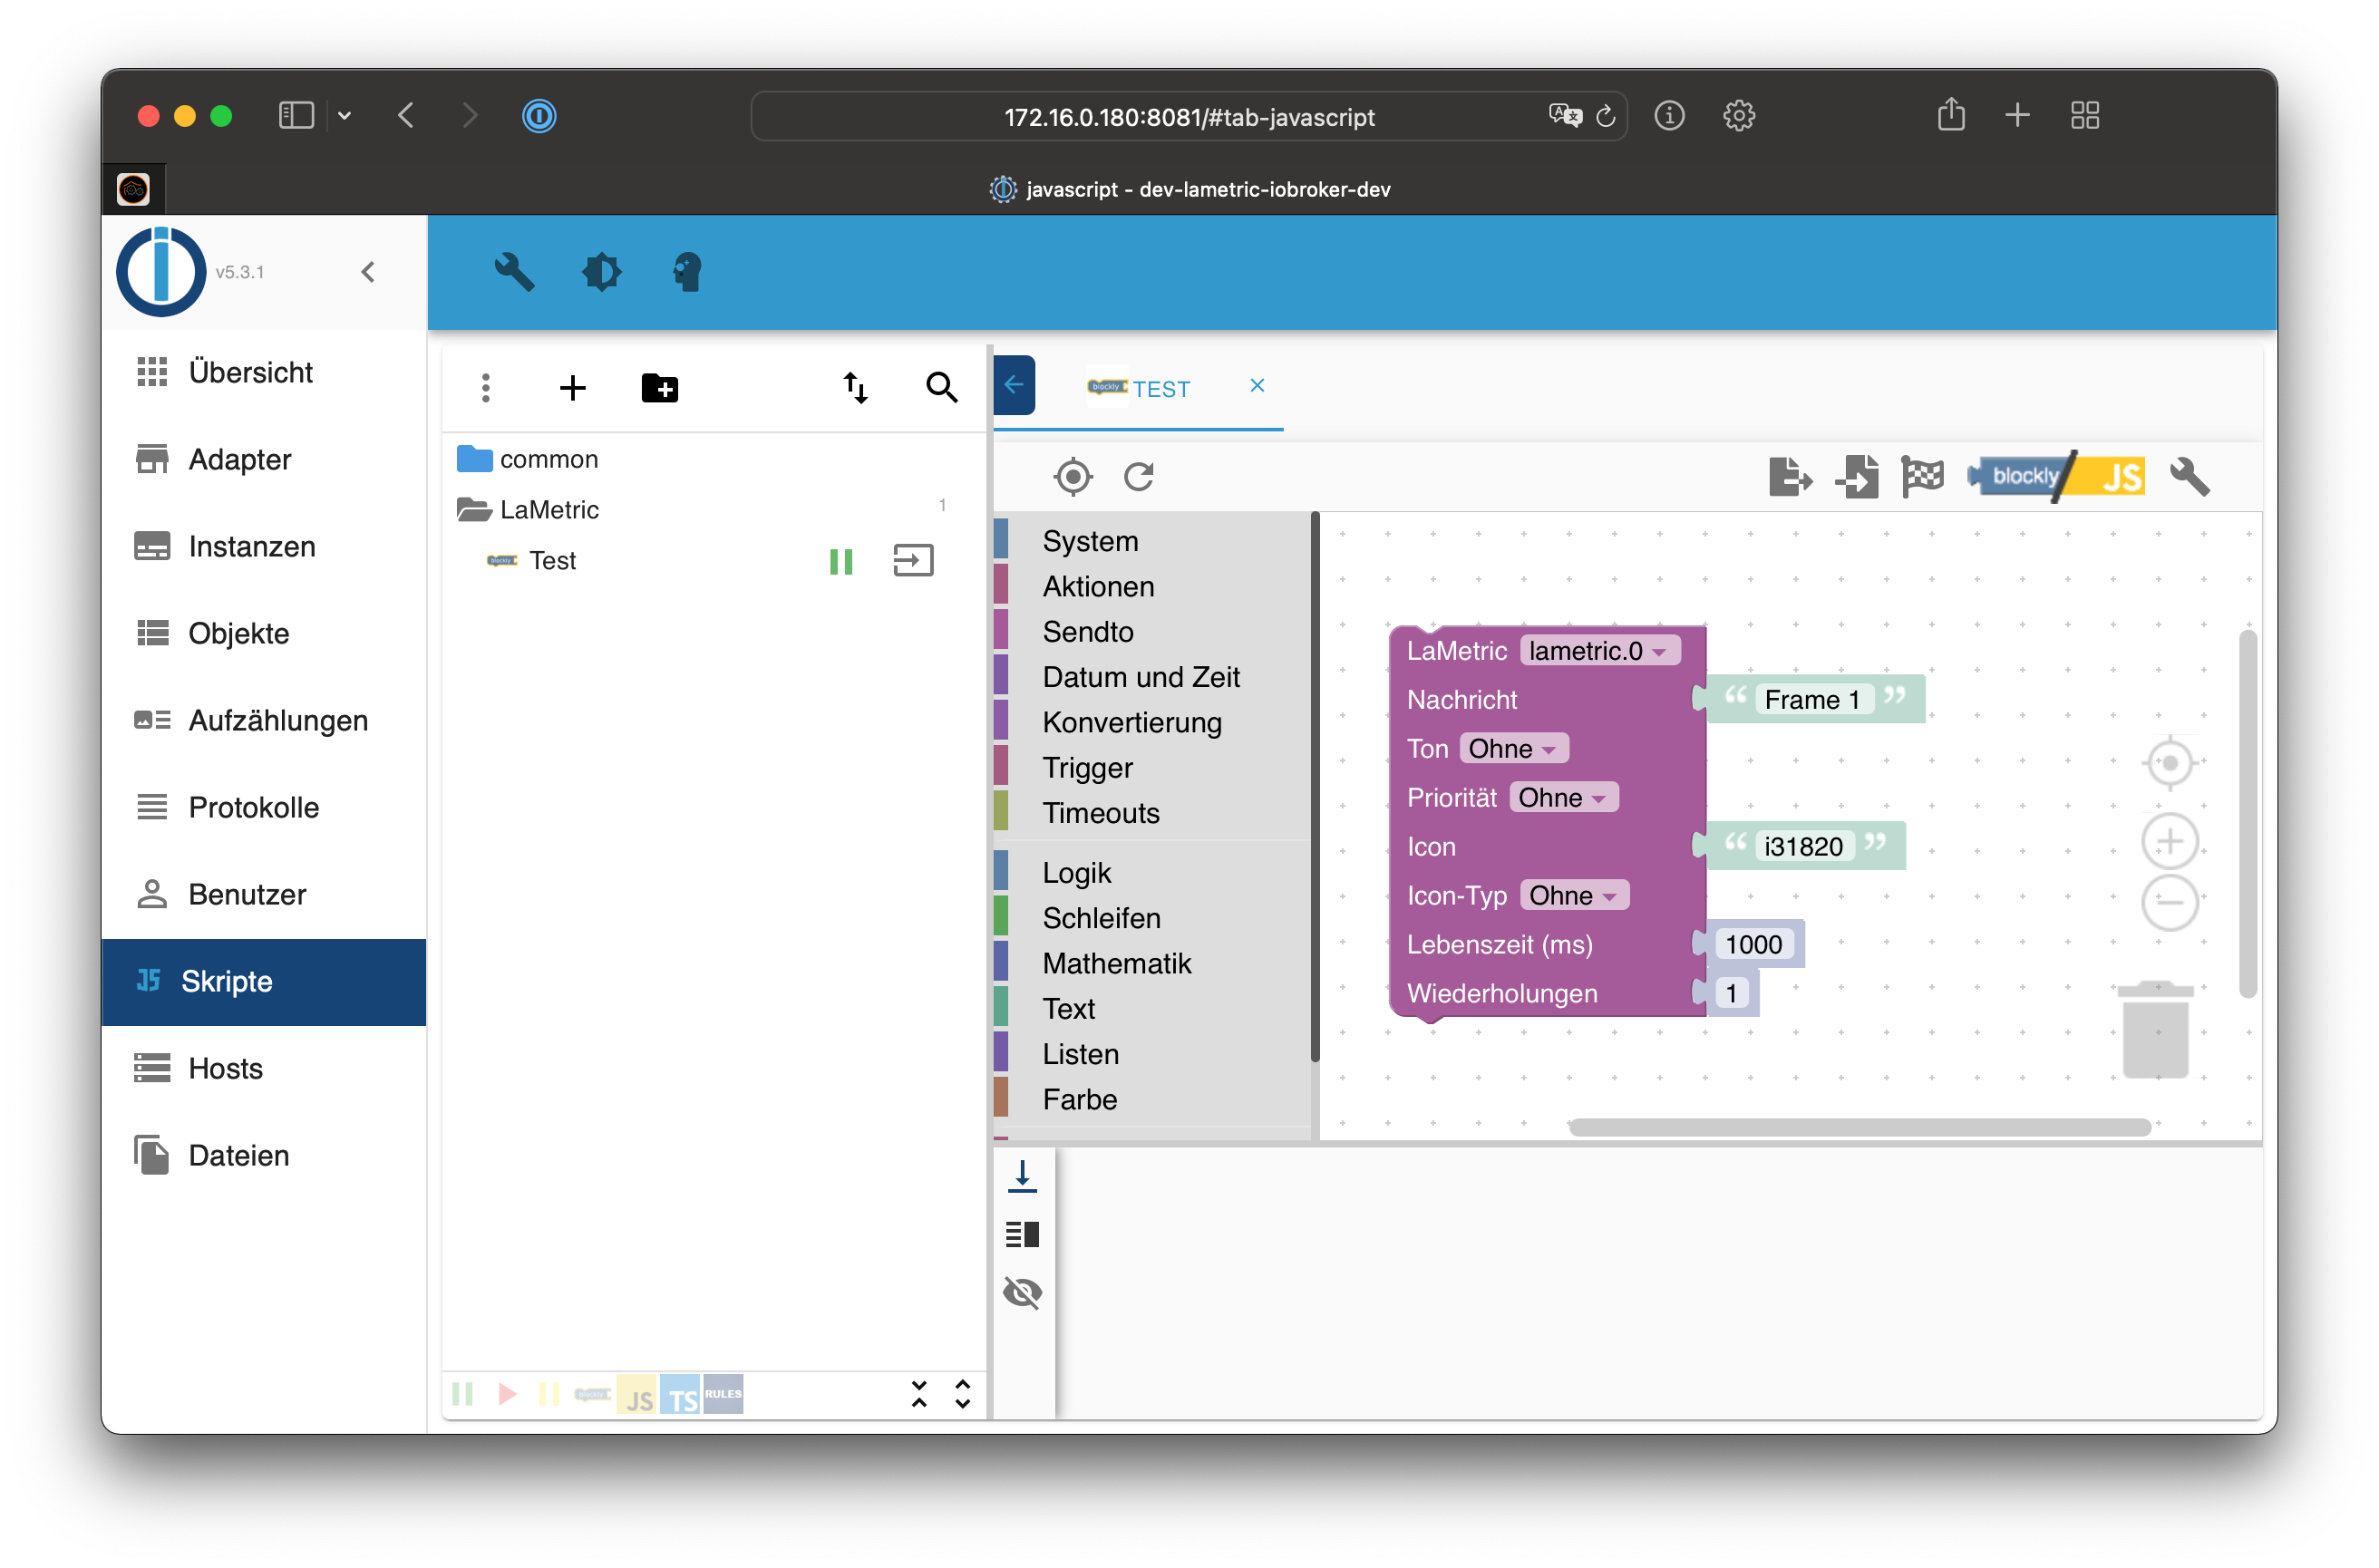 172.16.0.180:8081/#tab-javascript
javascript - dev-lametric-iobroker-dev
v5.3.1
Übersicht
Adapter
Instanzen
Objekte
Aufzählungen
Protokolle
Benutzer
JS Skripte
Hosts
Dateien
common
LaMetric 1
blockly Test
JS TS RULES
blockly TEST
blockly JS
System
Aktionen
Sendto
Datum und Zeit
Konvertierung
Trigger
Timeouts
Logik
Schleifen
Mathematik
Text
Listen
Farbe
LaMetric lametric.0
Nachricht “ Frame 1 ”
Ton Ohne
Priorität Ohne
Icon “ i31820 ”
Icon-Typ Ohne
Lebenszeit (ms) 1000
Wiederholungen 1